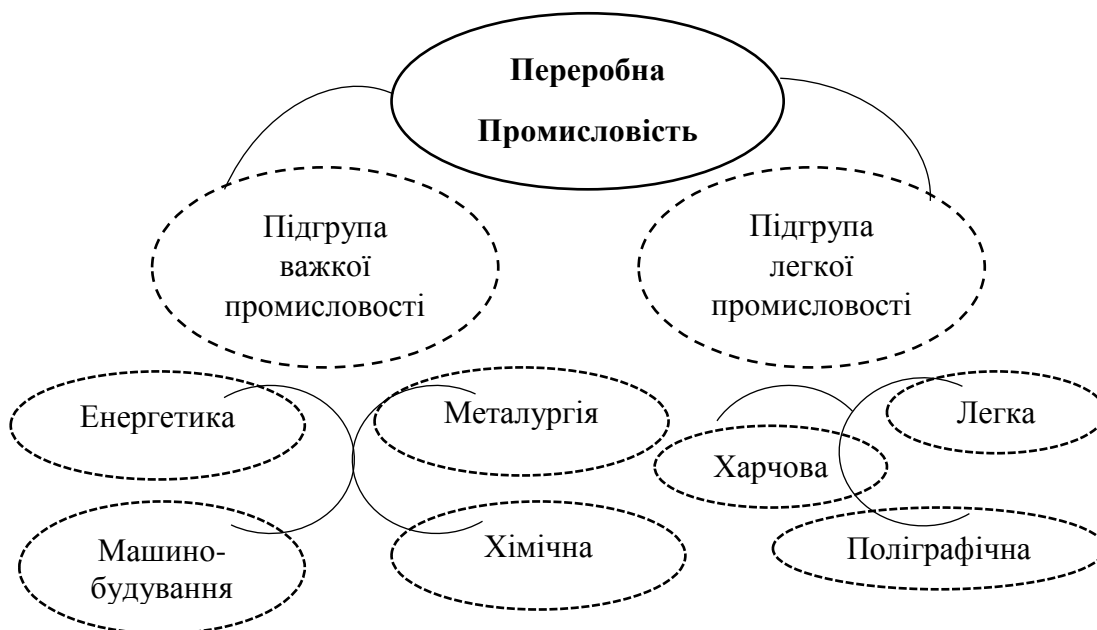 Переробна
Промисловість
Підгрупа
важкої
промисловості
Підгрупа
легкої
промисловості
Енергетика
Металургія
Легка
Харчова
Машино-
будування
Хімічна
Поліграфічна